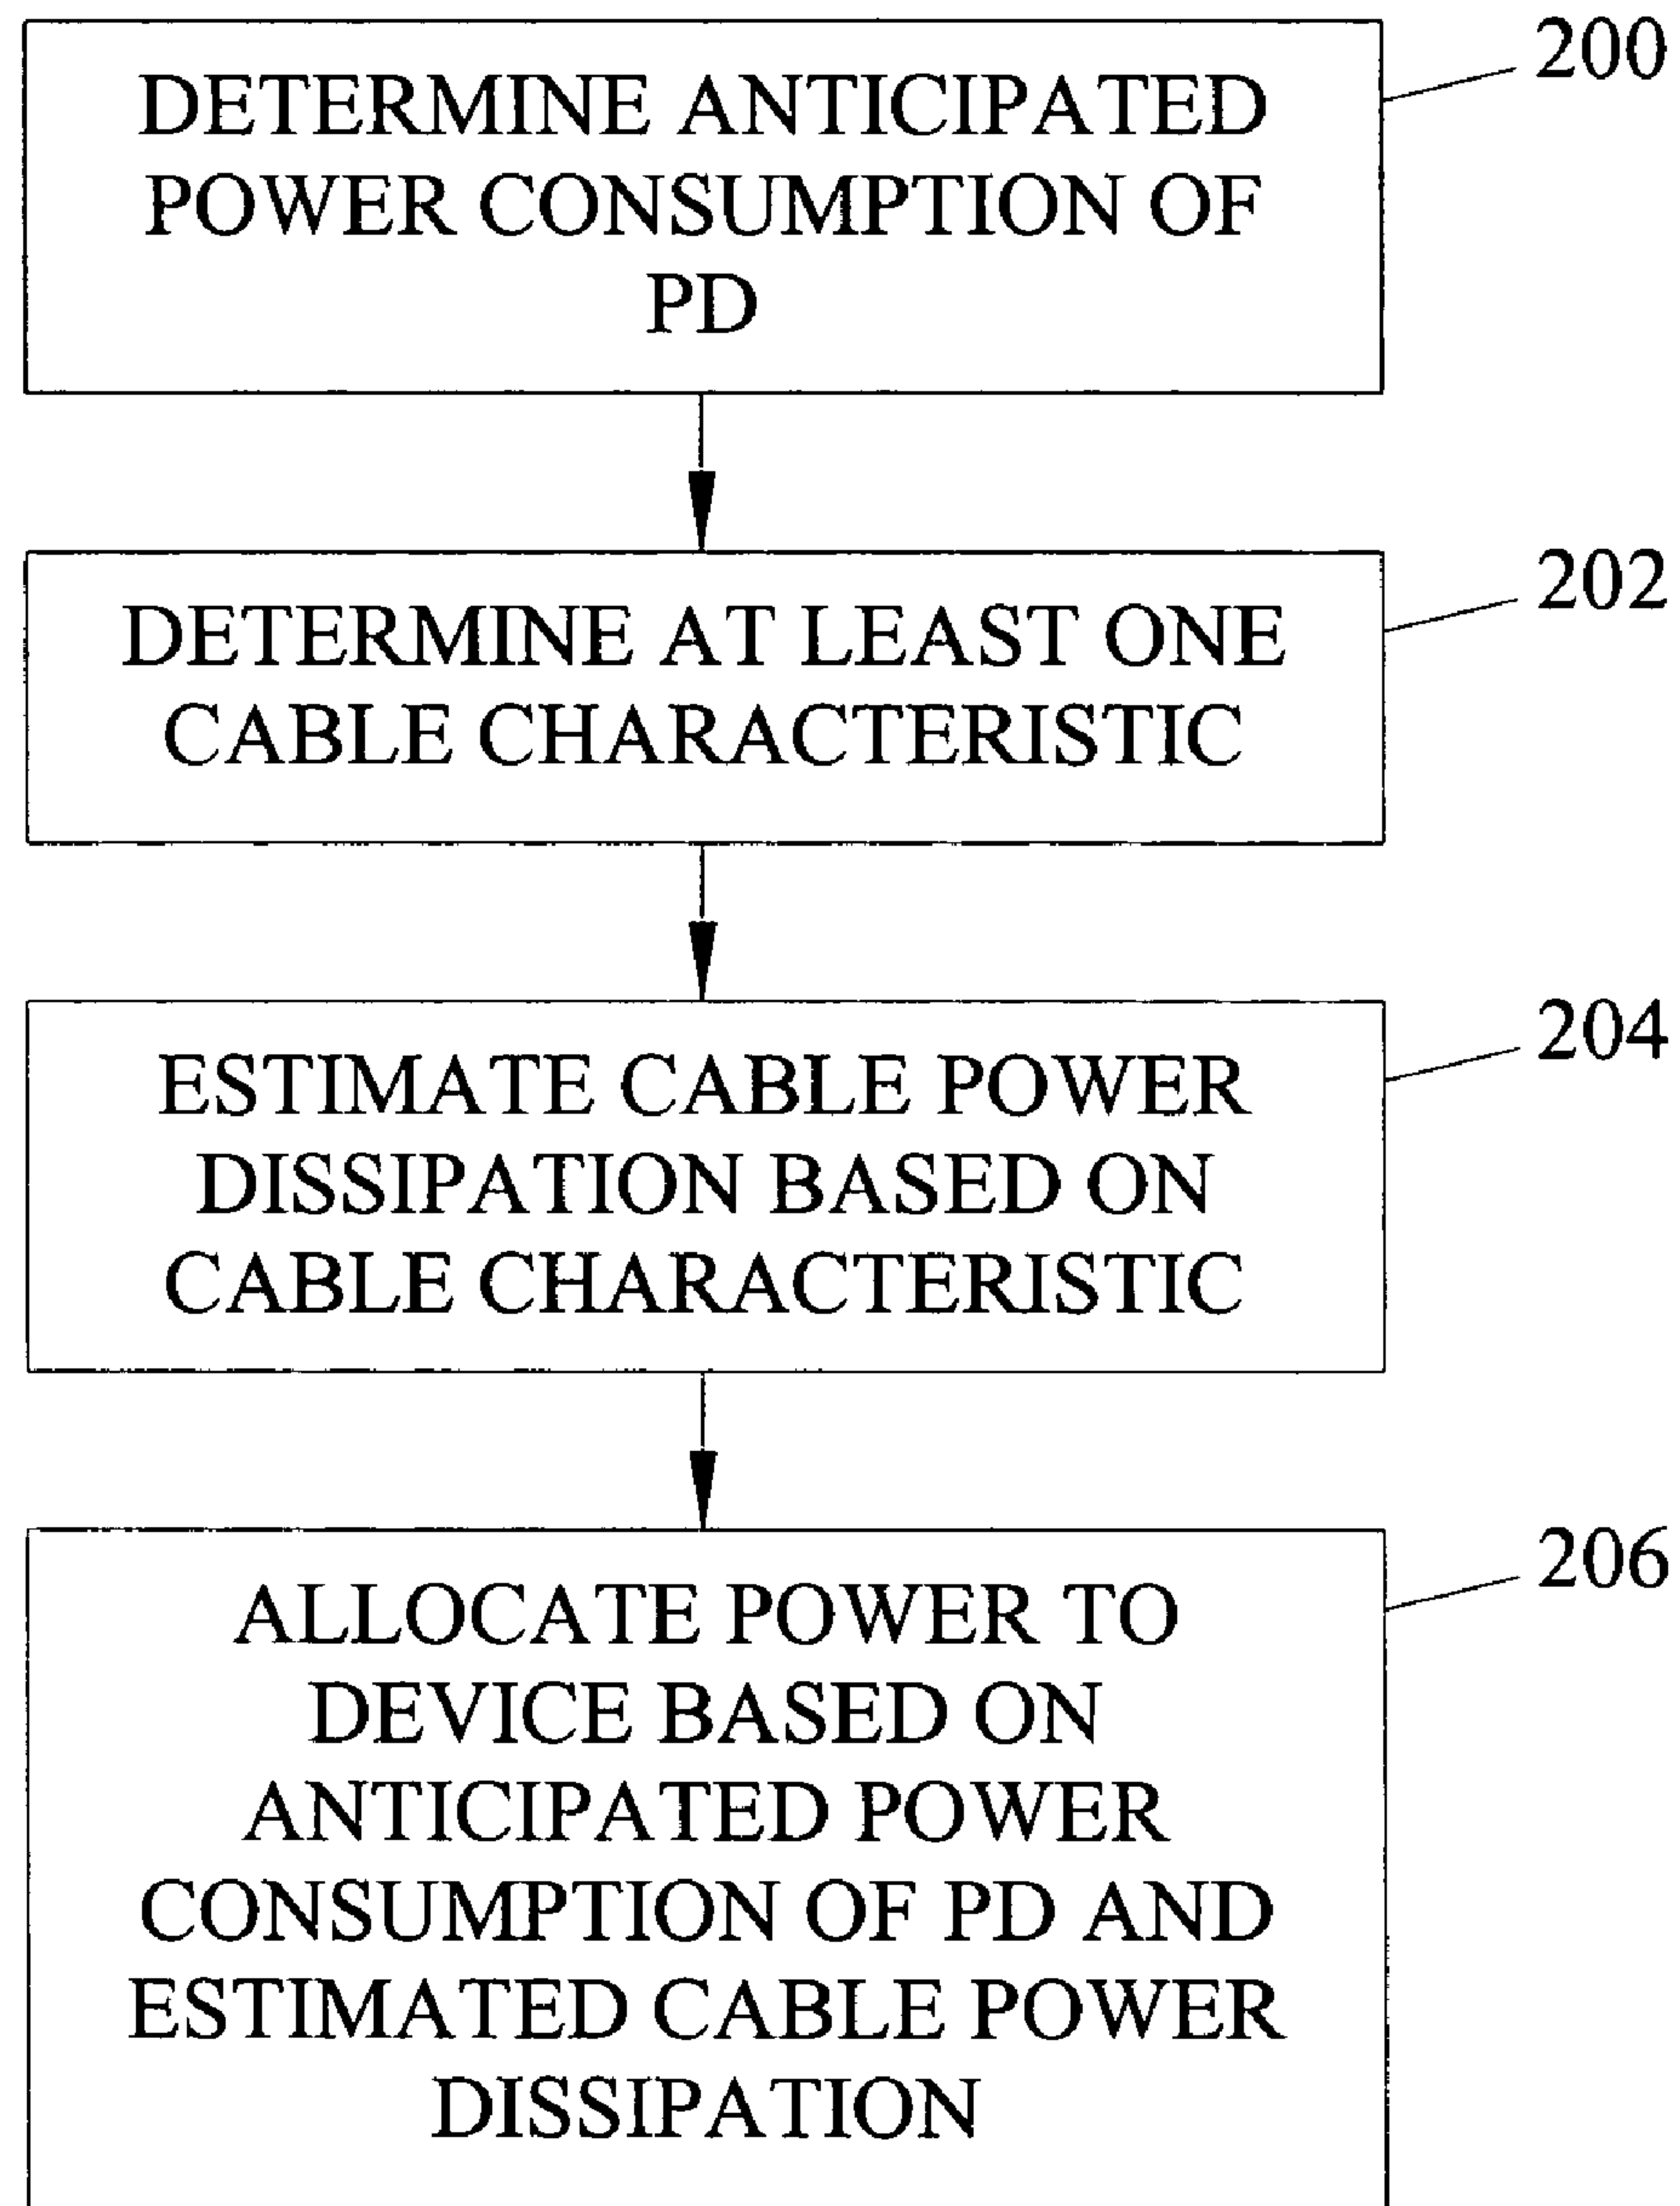 DETERMINE ANTICIPATED
POWER CONSUMPTION OF
PD
200
DETERMINE AT LEAST ONE
CABLE CHARACTERISTIC
202
ESTIMATE CABLE POWER
DISSIPATION BASED ON
CABLE CHARACTERISTIC
204
ALLOCATE POWER TO
DEVICE BASED ON
ANTICIPATED POWER
CONSUMPTION OF PD AND
ESTIMATED CABLE POWER
DISSIPATION
206